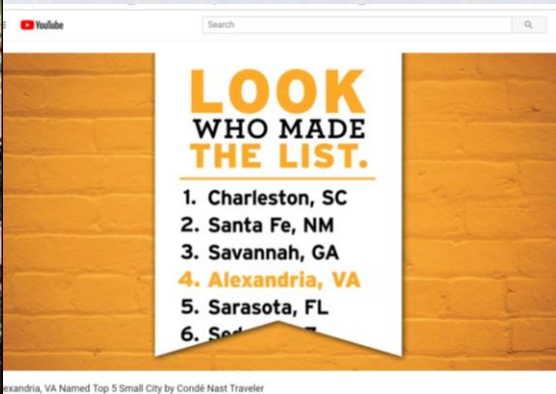 YouTube
Search
LOOK
WHO MADE
THE LIST.
1. Charleston, SC
2. Santa Fe, NM
3. Savannah, GA
4. Alexandria, VA
5. Sarasota, FL
6.
exandria, VA Named Top 5 Small City by Condé Nast Traveler